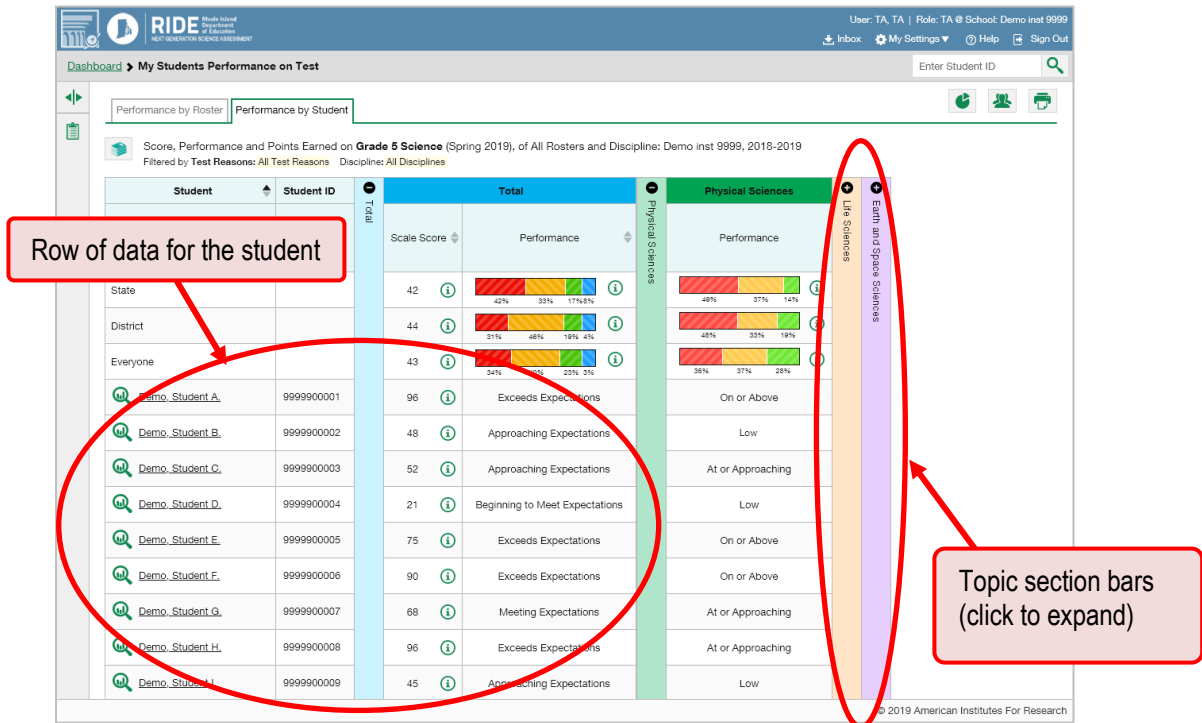 RIDE Rhode Island Department of Education
NEXT GENERATION SCIENCE ASSESSMENT
User: TA, TA | Role: TA @ School: Demo inst 9999
Inbox My Settings ▼ Help Sign Out
Dashboard > My Students Performance on Test
Enter Student ID
Performance by Roster Performance by Student
Score, Performance and Points Earned on Grade 5 Science (Spring 2019), of All Rosters and Discipline: Demo inst 9999, 2018-2019
Filtered by Test Reasons: All Test Reasons Discipline: All Disciplines
Student Student ID Total Total Physical Sciences Physical Sciences Life Sciences Earth and Space Sciences
Scale Score Performance Performance
Row of data for the student
State 42 42% 33% 17% 8% 49% 37% 14%
District 44 31% 46% 19% 4% 48% 33% 19%
Everyone 43 34% 23% 3% 36% 37% 28%
Demo, Student A. 9999900001 96 Exceeds Expectations On or Above
Demo, Student B. 9999900002 48 Approaching Expectations Low
Demo, Student C. 9999900003 52 Approaching Expectations At or Approaching
Demo, Student D. 9999900004 21 Beginning to Meet Expectations Low
Demo, Student E. 9999900005 75 Exceeds Expectations On or Above
Demo, Student F. 9999900006 90 Exceeds Expectations On or Above
Demo, Student G. 9999900007 68 Meeting Expectations At or Approaching
Demo, Student H. 9999900008 96 Exceeds Expectations At or Approaching
Demo, Student I. 9999900009 45 Approaching Expectations Low
Topic section bars
(click to expand)
© 2019 American Institutes For Research